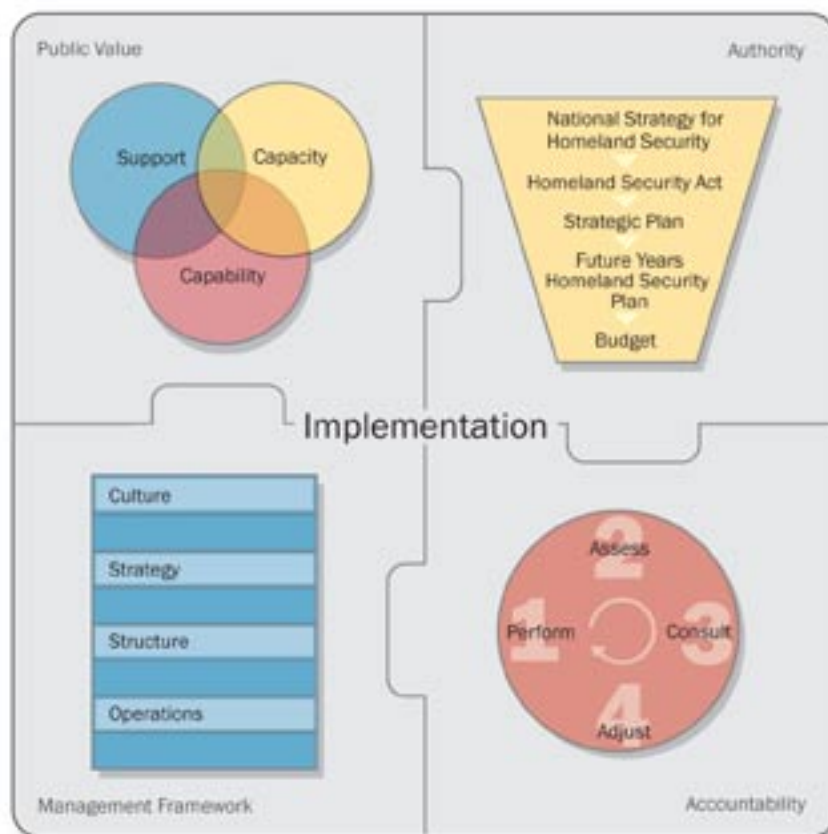 Public Value
Support
Capacity
Capability
Authority
National Strategy for
Homeland Security
Homeland Security Act
Strategic Plan
Future Years
Homeland Security
Plan
Budget
Implementation
Culture
Strategy
Structure
Operations
Management Framework
2
Assess
1
Perform
3
Consult
4
Adjust
Accountability